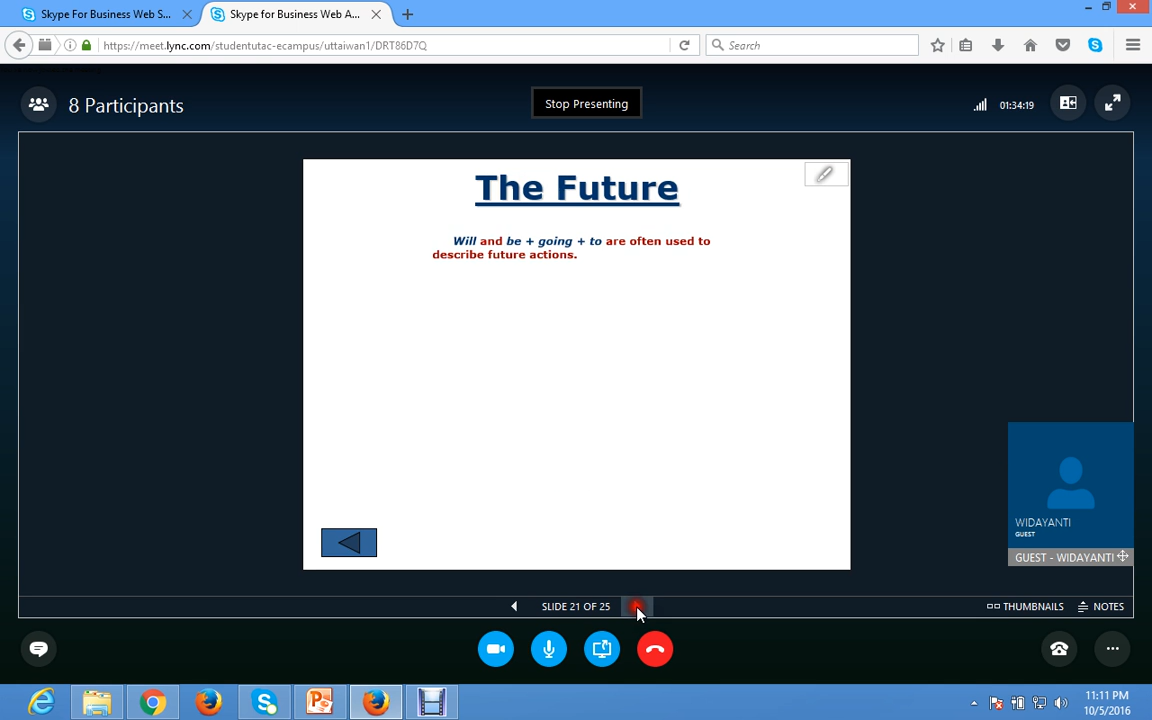 Skype For Business Web S...
Skype for Business Web A...
https://meet.lync.com/studentutac-ecampus/uttaiwan1/DRT86D7Q
Search
8 Participants
Stop Presenting
01:34:19
The Future
Will and be + going + to are often used to
describe future actions.
WIDAYANTI
GUEST
GUEST - WIDAYANTI
SLIDE 21 OF 25
THUMBNAILS
NOTES
11:11 PM
10/5/2016